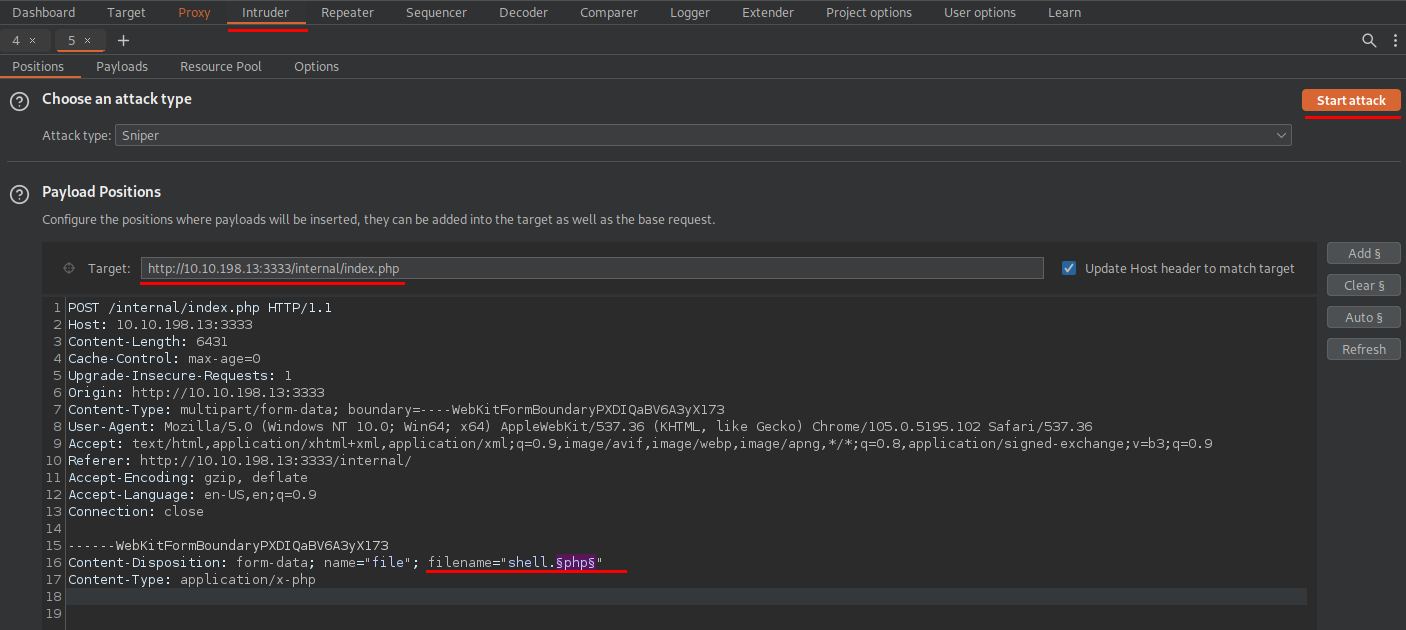 Dashboard Target Proxy Intruder Repeater Sequencer Decoder Comparer Logger Extender Project options User options Learn
4 × 5 × +
Positions Payloads Resource Pool Options
? Choose an attack type Start attack
Attack type: Sniper
? Payload Positions
Configure the positions where payloads will be inserted, they can be added into the target as well as the base request.
Target: http://10.10.198.13:3333/internal/index.php Update Host header to match target
Add §
Clear §
Auto §
Refresh
1 POST /internal/index.php HTTP/1.1
2 Host: 10.10.198.13:3333
3 Content-Length: 6431
4 Cache-Control: max-age=0
5 Upgrade-Insecure-Requests: 1
6 Origin: http://10.10.198.13:3333
7 Content-Type: multipart/form-data; boundary=----WebKitFormBoundaryPXDIQaBV6A3yX173
8 User-Agent: Mozilla/5.0 (Windows NT 10.0; Win64; x64) AppleWebKit/537.36 (KHTML, like Gecko) Chrome/105.0.5195.102 Safari/537.36
9 Accept: text/html,application/xhtml+xml,application/xml;q=0.9,image/avif,image/webp,image/apng,*/*;q=0.8,application/signed-exchange;v=b3;q=0.9
10 Referer: http://10.10.198.13:3333/internal/
11 Accept-Encoding: gzip, deflate
12 Accept-Language: en-US,en;q=0.9
13 Connection: close
14
15 ------WebKitFormBoundaryPXDIQaBV6A3yX173
16 Content-Disposition: form-data; name="file"; filename="shell.§php§"
17 Content-Type: application/x-php
18
19